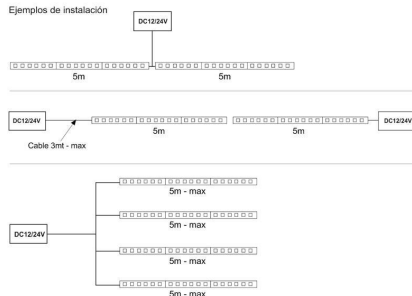 Ejemplos de instalación
DC12/24V
5m
5m
DC12/24V
DC12/24V
5m
5m
Cable 3mt - max
5m - max
5m - max
DC12/24V
5m - max
5m - max